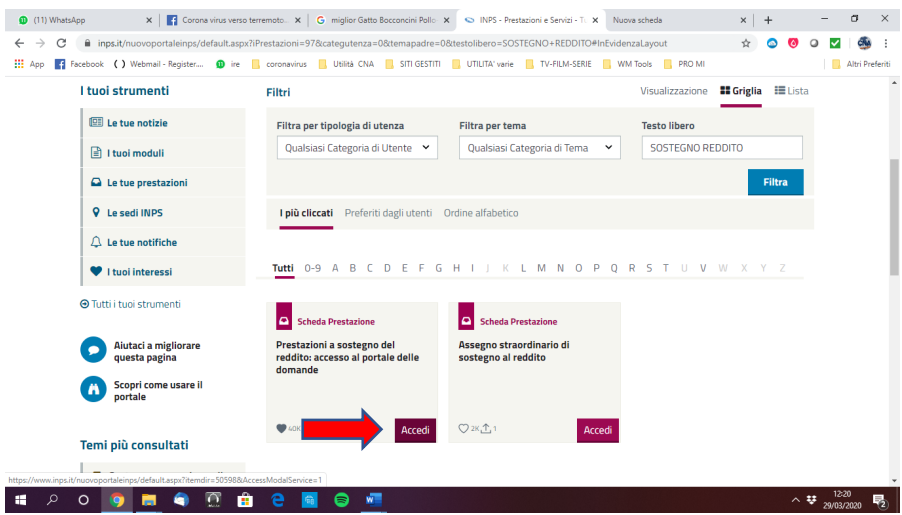 (11) WhatsApp
Corona virus verso terremoto...
miglior Gatto Bocconcini Pollo
INPS - Prestazioni e Servizi - T
Nuova scheda
inps.it/nuovoportaleinps/default.aspx?iPrestazioni=97&categutenza=0&temapadre=0&testolibero=SOSTEGNO+REDDITO#InEvidenzaLayout
App
Facebook
Webmail - Register....
ire
coronavirus
Utilità CNA
SITI GESTITI
UTILITA' varie
TV-FILM-SERIE
WM Tools
PRO MI
Altri Preferiti
I tuoi strumenti
Le tue notizie
I tuoi moduli
Le tue prestazioni
Le sedi INPS
Le tue notifiche
I tuoi interessi
Tutti i tuoi strumenti
Aiutaci a migliorare
questa pagina
Scopri come usare il
portale
Temi più consultati
Filtri
Visualizzazione Griglia Lista
Filtra per tipologia di utenza
Qualsiasi Categoria di Utente
Filtra per tema
Qualsiasi Categoria di Tema
Testo libero
SOSTEGNO REDDITO
Filtra
I più cliccati Preferiti dagli utenti Ordine alfabetico
Tutti 0-9 A B C D E F G H I J K L M N O P Q R S T U V W X Y Z
Scheda Prestazione
Prestazioni a sostegno del
reddito: accesso al portale delle
domande
40K
Accedi
Scheda Prestazione
Assegno straordinario di
sostegno al reddito
2K 1
Accedi
https://www.inps.it/nuovoportaleinps/default.aspx?itemdir=50598&AccessModalService=1
12:20
29/03/2020
2